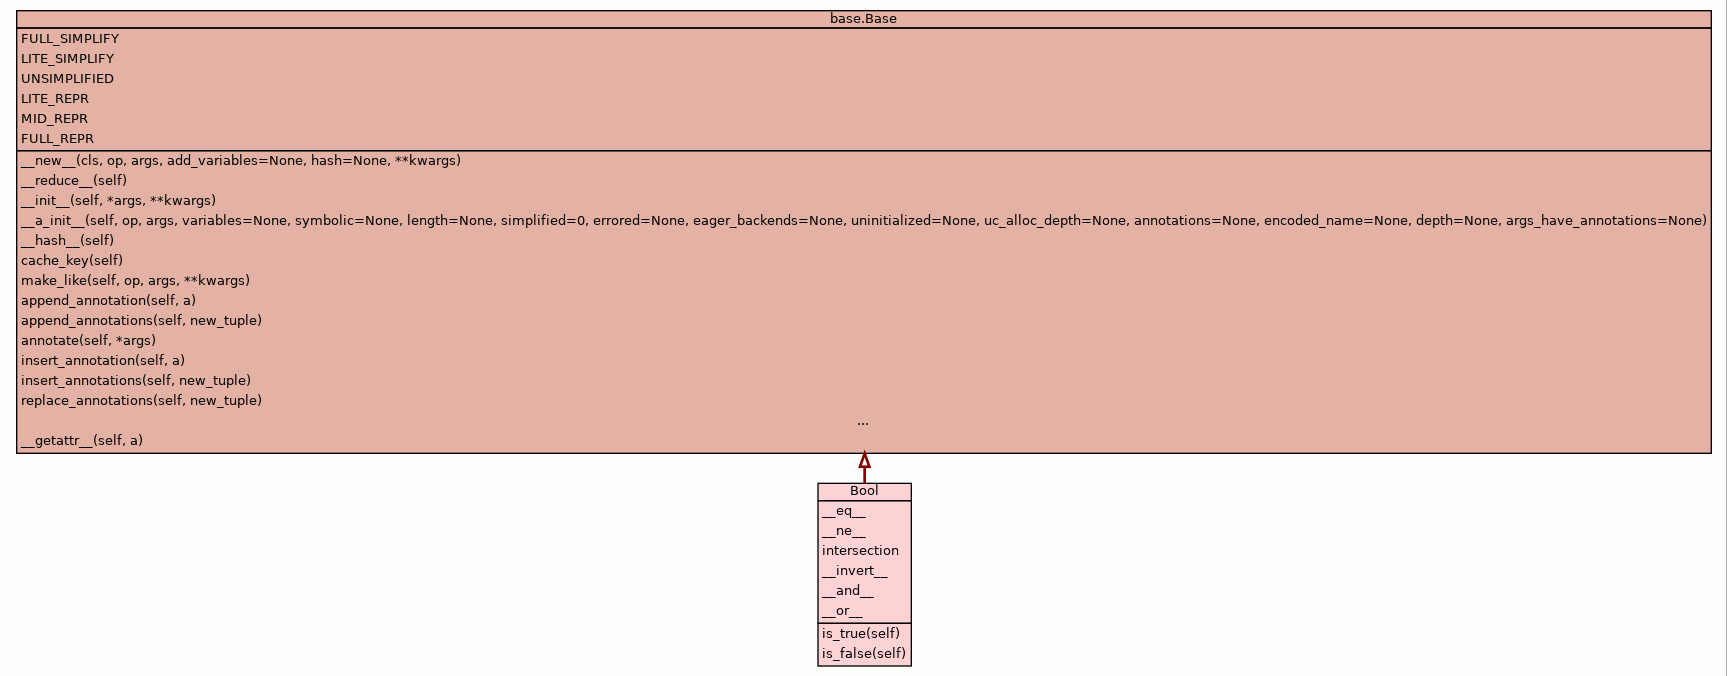 base.Base
FULL_SIMPLIFY
LITE_SIMPLIFY
UNSIMPLIFIED
LITE_REPR
MID_REPR
FULL_REPR
__new__(cls, op, args, add_variables=None, hash=None, **kwargs)
__reduce__(self)
__init__(self, *args, **kwargs)
__a_init__(self, op, args, variables=None, symbolic=None, length=None, simplified=0, errored=None, eager_backends=None, uninitialized=None, uc_alloc_depth=None, annotations=None, encoded_name=None, depth=None, args_have_annotations=None)
__hash__(self)
cache_key(self)
make_like(self, op, args, **kwargs)
append_annotation(self, a)
append_annotations(self, new_tuple)
annotate(self, *args)
insert_annotation(self, a)
insert_annotations(self, new_tuple)
replace_annotations(self, new_tuple)
...
__getattr__(self, a)
Bool
__eq__
__ne__
intersection
__invert__
__and__
__or__
is_true(self)
is_false(self)